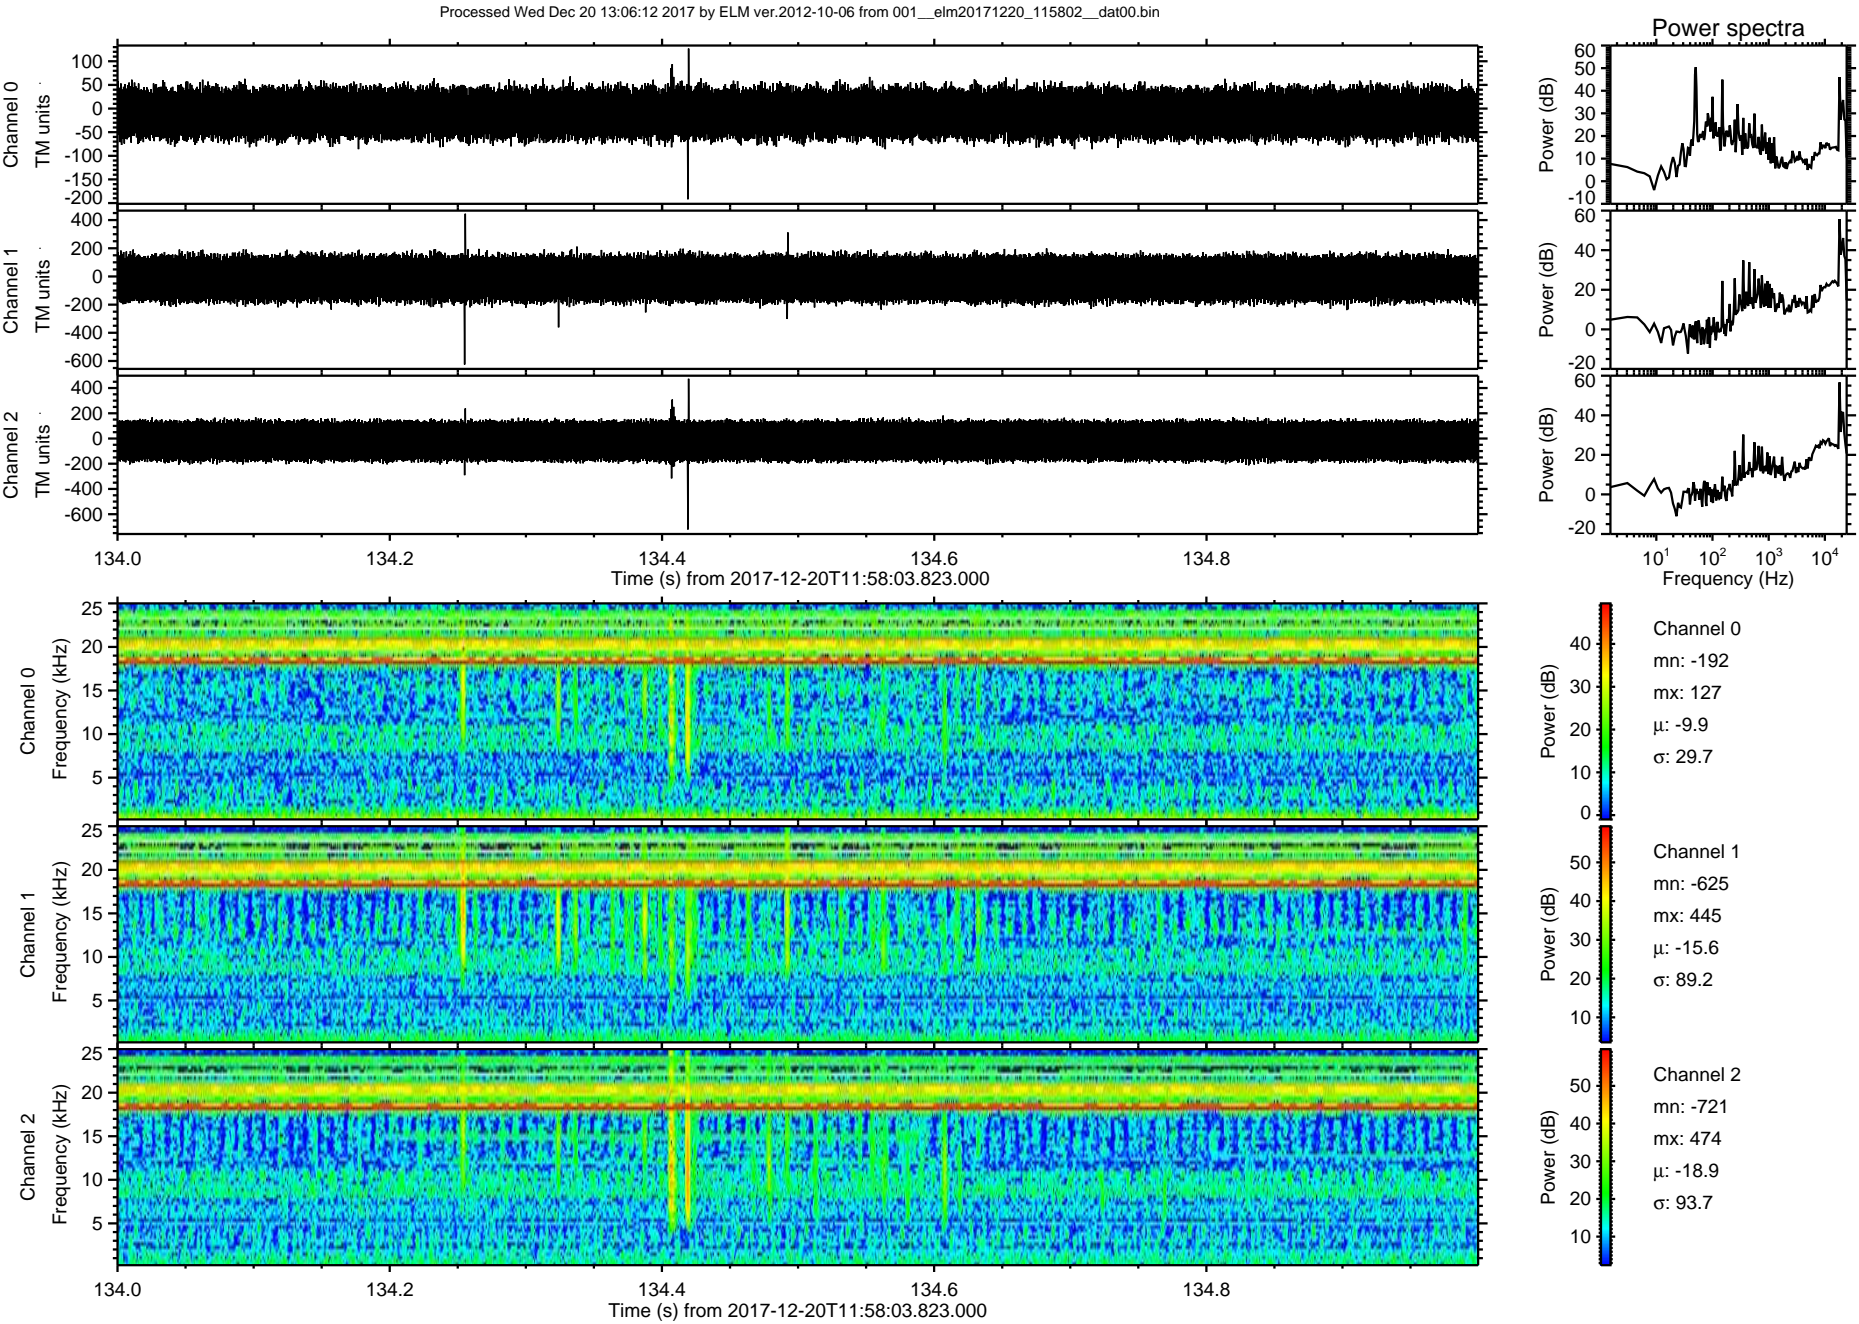 Processed Wed Dec 20 13:06:12 2017 by ELM ver.2012-10-06 from 001__elm20171220_115802__dat00.bin
Power spectra
Channel 0
TM units
100
50
0
-50
-100
-150
-200
Power (dB)
60
50
40
30
20
10
0
-10
Channel 1
TM units
400
200
0
-200
-400
-600
Power (dB)
60
40
20
0
-20
Channel 2
TM units
400
200
0
-200
-400
-600
Power (dB)
60
40
20
0
-20
134.0 134.2 134.4 134.6 134.8
Time (s) from 2017-12-20T11:58:03.823.000
10¹ 10² 10³ 10⁴
Frequency (Hz)
Channel 0
Frequency (kHz)
25
20
15
10
5
Power (dB)
40
30
20
10
0
Channel 0
mn: -192
mx: 127
μ: -9.9
σ: 29.7
Channel 1
Frequency (kHz)
25
20
15
10
5
Power (dB)
50
40
30
20
10
Channel 1
mn: -625
mx: 445
μ: -15.6
σ: 89.2
Channel 2
Frequency (kHz)
25
20
15
10
5
Power (dB)
50
40
30
20
10
Channel 2
mn: -721
mx: 474
μ: -18.9
σ: 93.7
134.0 134.2 134.4 134.6 134.8
Time (s) from 2017-12-20T11:58:03.823.000